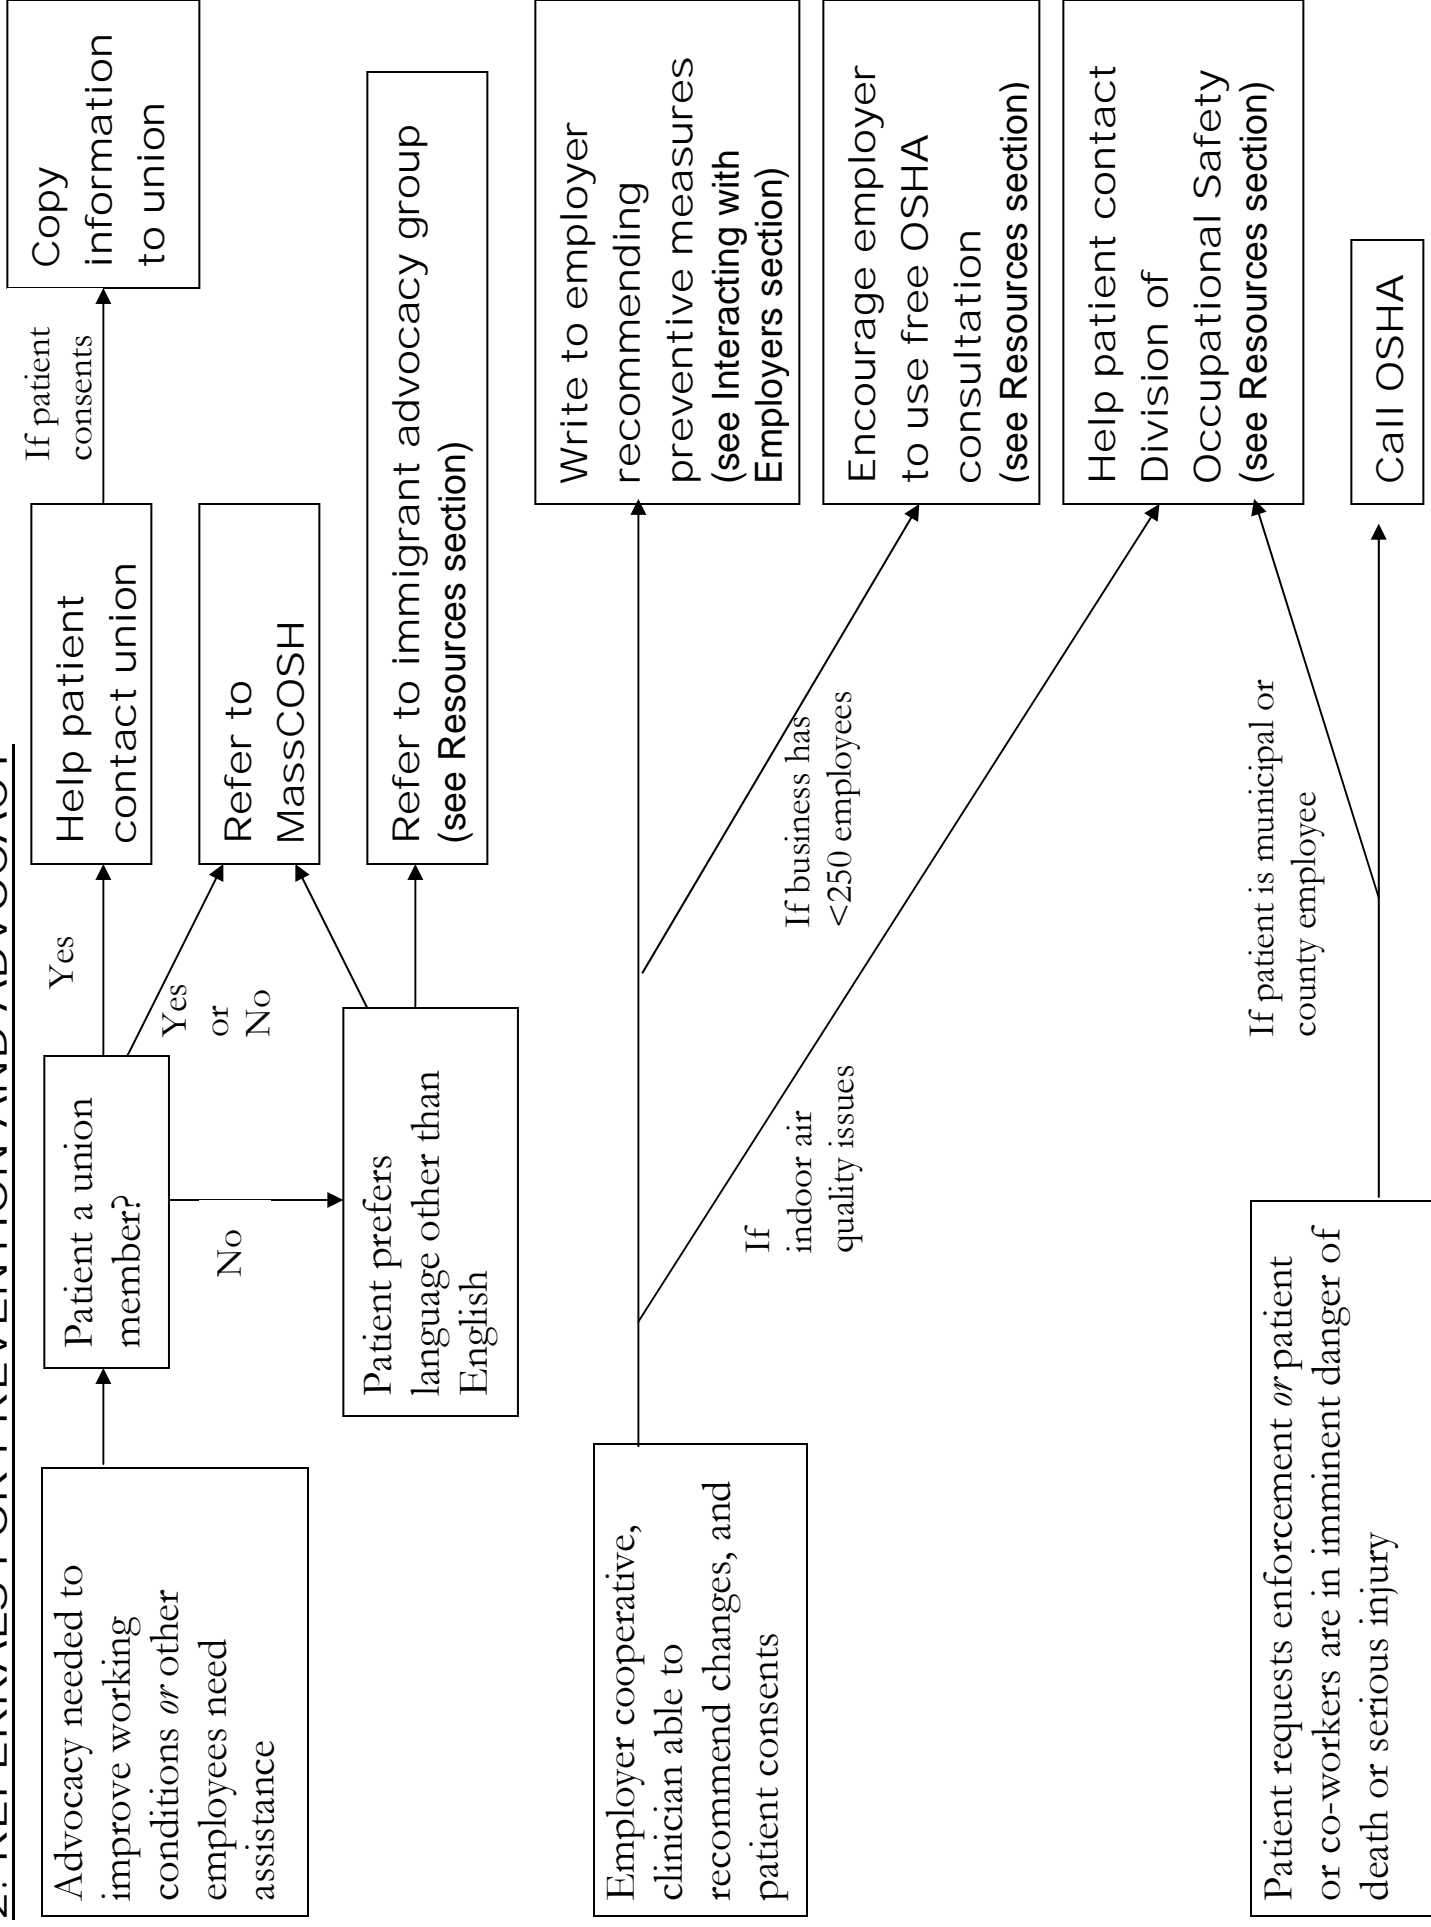 2. REFERRALS FOR PREVENTION AND ADVOCACY
Advocacy needed to
improve working
conditions or other
employees need
assistance
Patient a union
member?
Yes
Help patient
contact union
If patient
consents
Copy
information
to union
Yes
or
No
Refer to
MassCOSH
No
Patient prefers
language other than
English
Refer to immigrant advocacy group
(see Resources section)
Employer cooperative,
clinician able to
recommend changes, and
patient consents
Write to employer
recommending
preventive measures
(see Interacting with
Employers section)
If business has
<250 employees
Encourage employer
to use free OSHA
consultation
(see Resources section)
If
indoor air
quality issues
Help patient contact
Division of
Occupational Safety
(see Resources section)
Patient requests enforcement or patient
or co-workers are in imminent danger of
death or serious injury
If patient is municipal or
county employee
Call OSHA